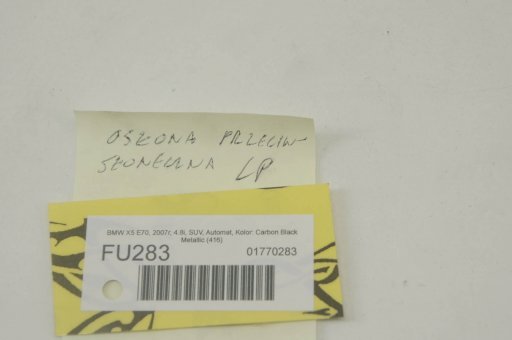 OSŁONA PRZECIW
SŁONECZNA LP
BMW X5 E70, 2007r, 4.8i, SUV, Automat, Kolor: Carbon Black
Metallic (416)
FU283 01770283